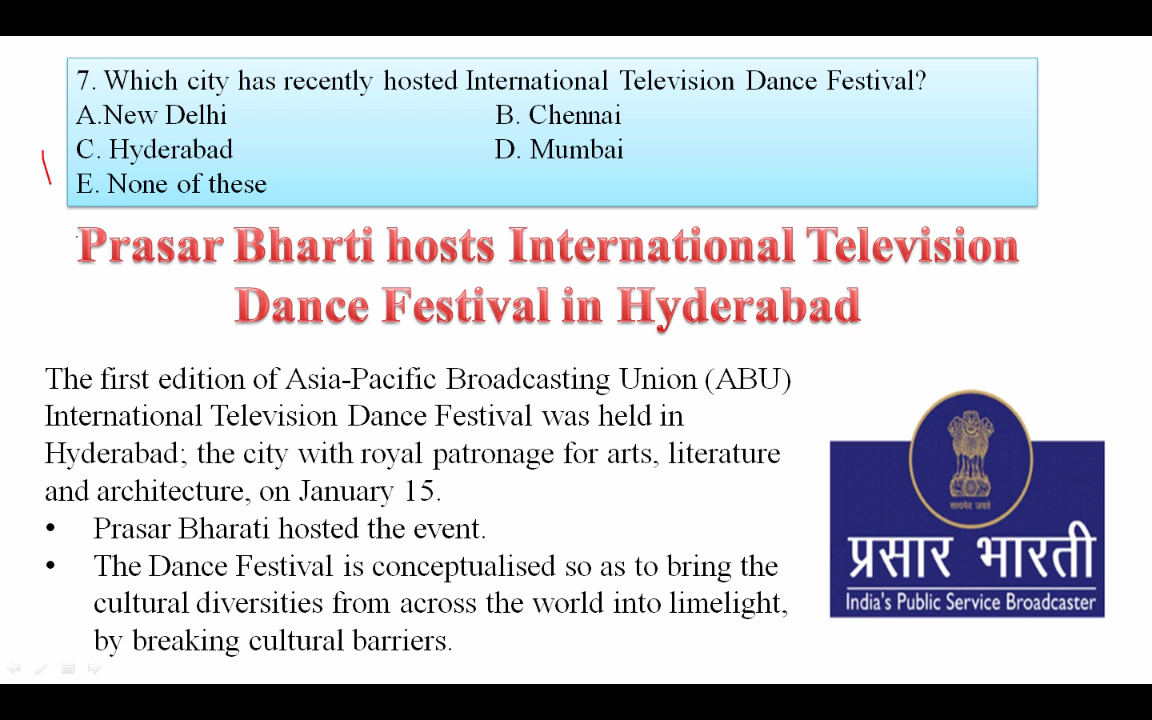 7. Which city has recently hosted International Television Dance Festival?
A.New Delhi B. Chennai
C. Hyderabad D. Mumbai
E. None of these
Prasar Bharti hosts International Television
Dance Festival in Hyderabad
The first edition of Asia-Pacific Broadcasting Union (ABU)
International Television Dance Festival was held in
Hyderabad; the city with royal patronage for arts, literature
and architecture, on January 15.
• Prasar Bharati hosted the event.
• The Dance Festival is conceptualised so as to bring the
cultural diversities from across the world into limelight,
by breaking cultural barriers.
सत्यमेव जयते
प्रसार भारती
India's Public Service Broadcaster